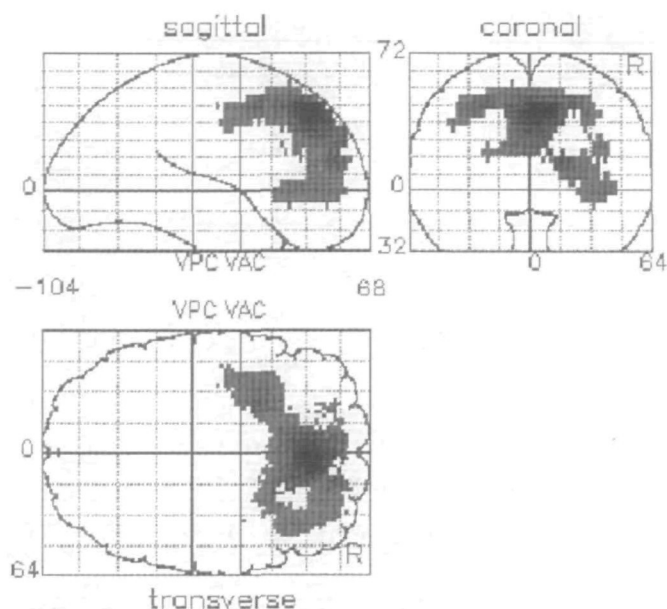 sagittal
coronal
72
R
0
0
32
VPC VAC
0
64
-104
68
VPC VAC
0
R
64
transverse